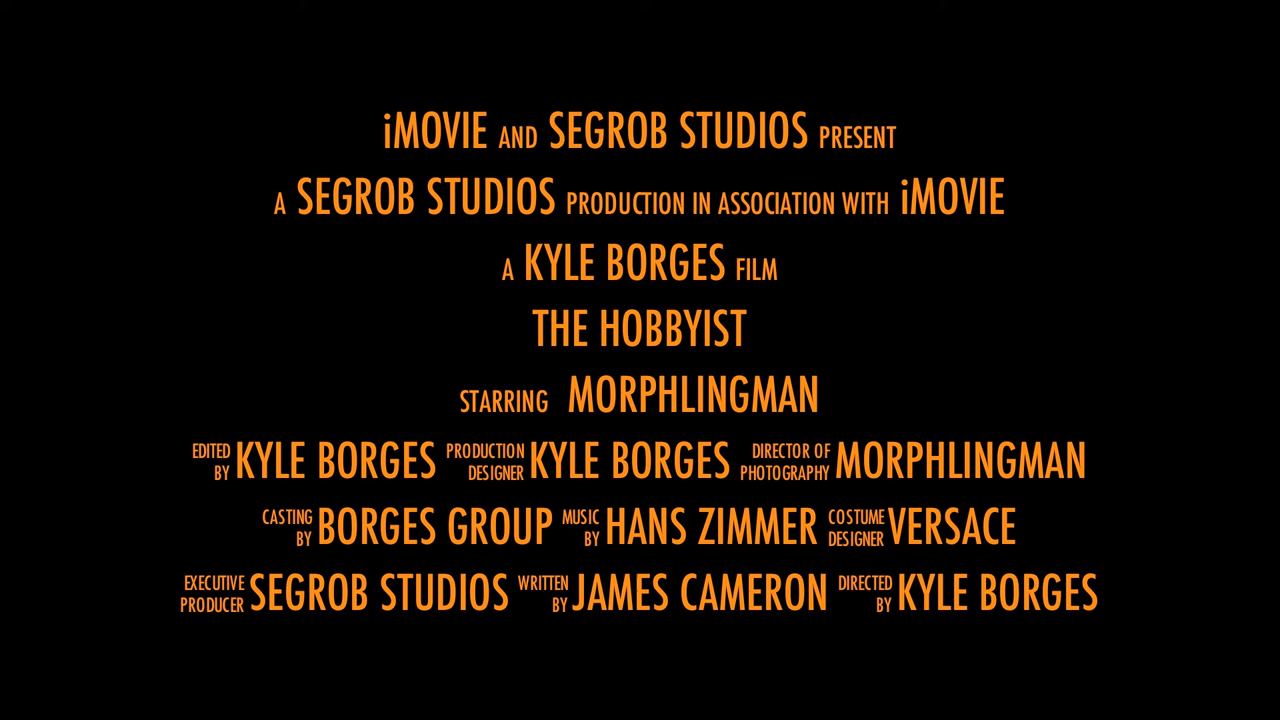 iMOVIE AND SEGROB STUDIOS PRESENT
A SEGROB STUDIOS PRODUCTION IN ASSOCIATION WITH iMOVIE
A KYLE BORGES FILM
THE HOBBYIST
STARRING MORPHLINGMAN
EDITED BY KYLE BORGES PRODUCTION DESIGNER KYLE BORGES DIRECTOR OF PHOTOGRAPHY MORPHLINGMAN
CASTING BY BORGES GROUP MUSIC BY HANS ZIMMER COSTUME DESIGNER VERSACE
EXECUTIVE PRODUCER SEGROB STUDIOS WRITTEN BY JAMES CAMERON DIRECTED BY KYLE BORGES